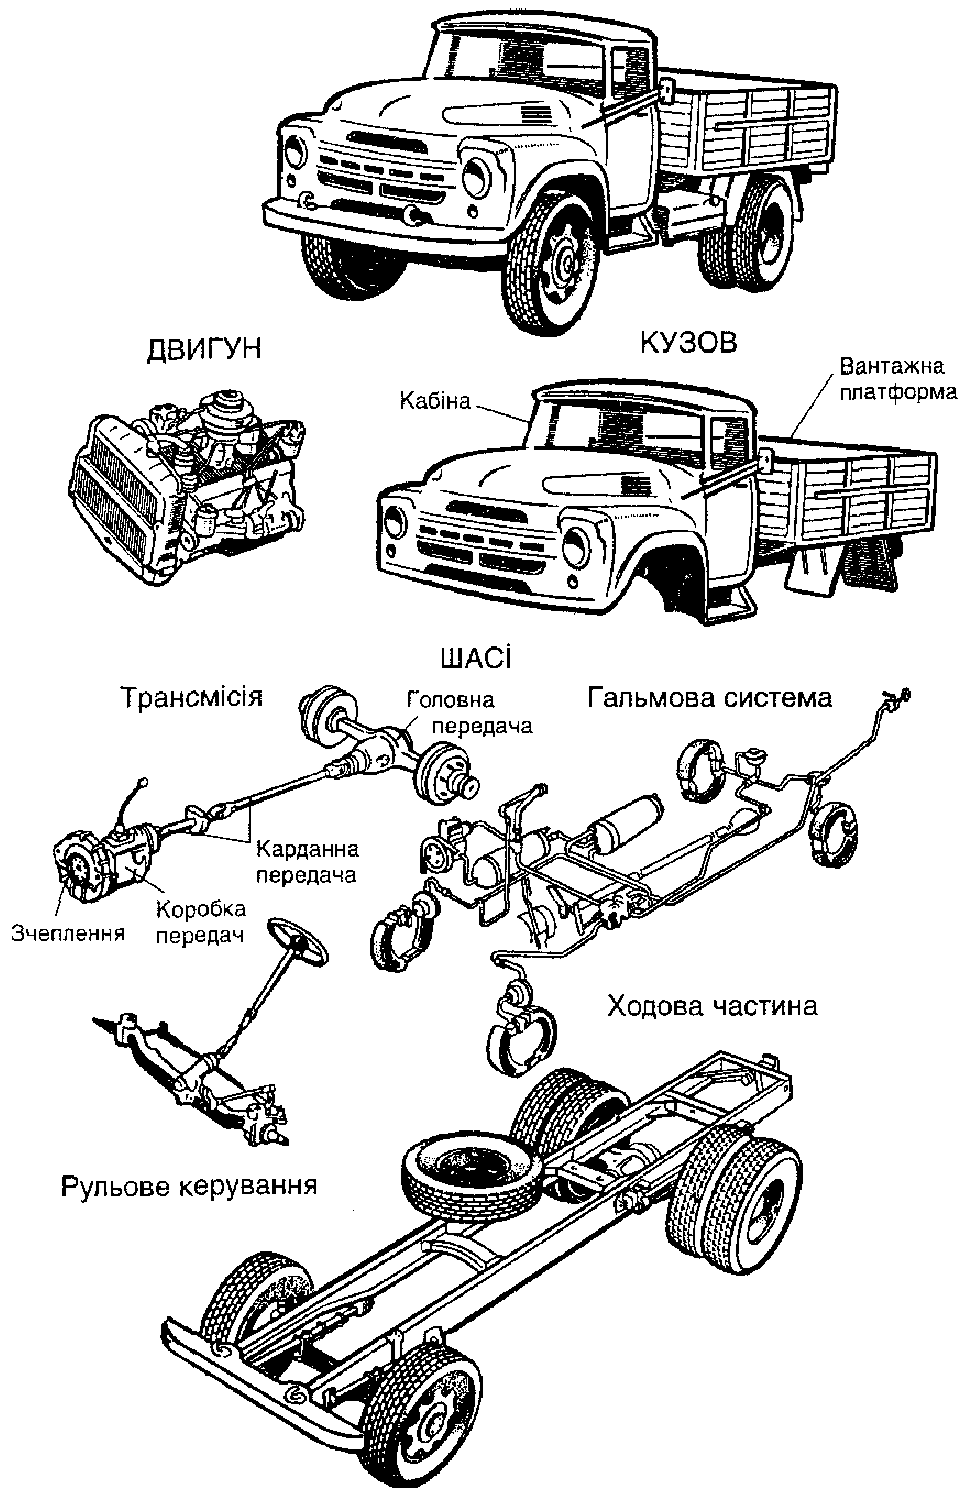 ДВИГУН
КУЗОВ
Кабіна
Вантажна
платформа
ШАСІ
Трансмісія
Головна
передача
Гальмова система
Карданна
передача
Коробка
передач
Зчеплення
Ходова частина
Рульове керування